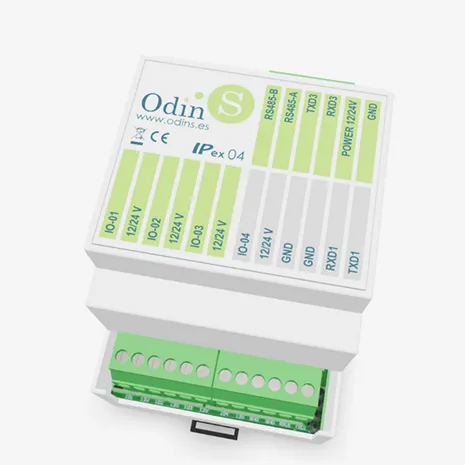 OdinS
www.odins.es
CE
IPex 04
RS485-B
RS485-A
TXD3
RXD3
POWER 12/24V
GND
IO-01
12/24 V
IO-02
12/24 V
IO-03
12/24 V
IO-04
12/24 V
GND
GND
RXD1
TXD1